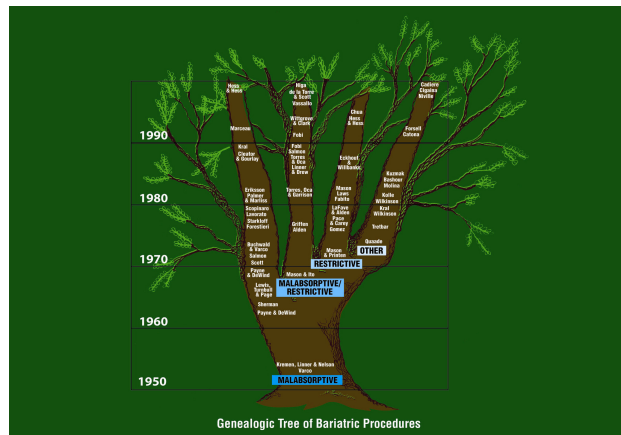 Hess
& Hess
Higa
de la Torre
& Scott
Vassallo
Cadiere
Cigaina
Niville
Wittgrove
& Clark
Chua
Hess
& Hess
Marceau
Fobi
Forsell
Catona
1990
Kral
Cleator
& Gourlay
Fobi
Salmon
Torres
& Oca
Linner
& Drew
Eckhout
& Willbanks
Kuzmak
Bashour
Molina
Eriksson
Palmer
& Marliss
Torres, Oca
& Garrison
Mason
Laws
Fabito
Kolle
Wilkinson
1980
Scopinaro
Lavorato
Starkloff
Forestieri
LaFave
& Alden
Pace
& Carey
Gomez
Kral
Wilkinson
Griffen
Alden
Tretbar
Buchwald
& Varco
Salmon
Scott
Mason
& Printen
Quaade
OTHER
1970
RESTRICTIVE
Payne
& DeWind
Mason & Ito
MALABSORPTIVE/
RESTRICTIVE
Lewis,
Turnbull
& Page
Sherman
Payne & DeWind
1960
Kremen, Linner & Nelson
Varco
MALABSORPTIVE
1950
Genealogic Tree of Bariatric Procedures